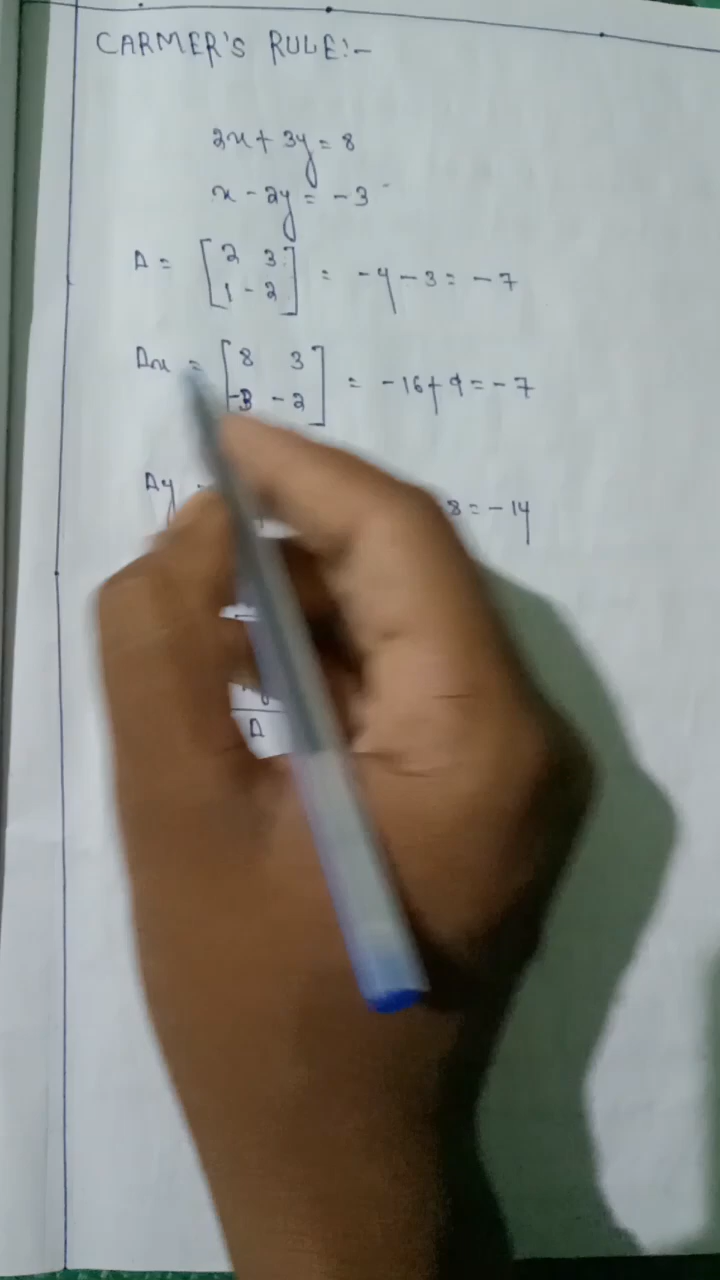 CARMER'S RULE:-
2x + 3y = 8
x - 2y = -3
Δ = [2 3 = -4 - 3 = -7
1 -2]
Δx = [8 3 = -16 + 9 = -7
-3 -2]
Δy 8 = -14
Δ